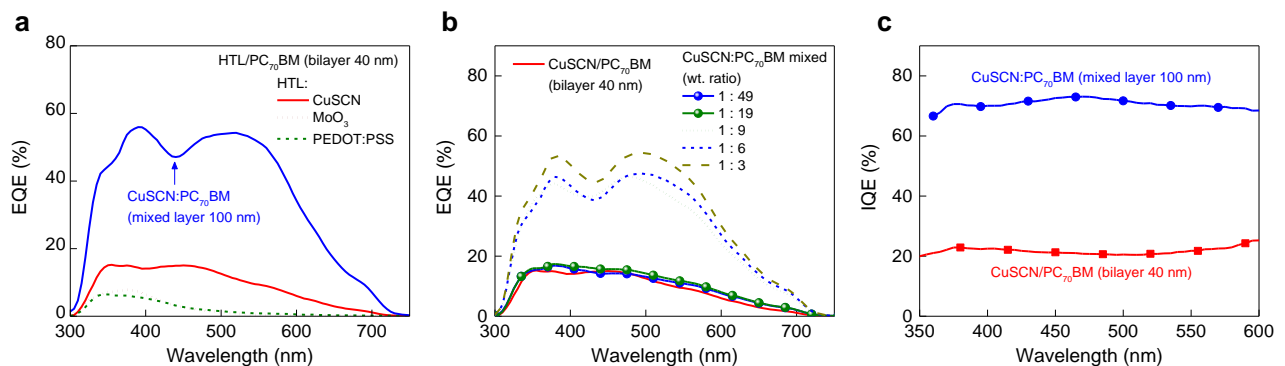 a
HTL/PC70BM (bilayer 40 nm)
HTL:
CuSCN
MoO3
PEDOT:PSS
CuSCN:PC70BM
(mixed layer 100 nm)
80
60
40
20
0
EQE (%)
300 400 500 600 700
Wavelength (nm)
b
CuSCN/PC70BM
(bilayer 40 nm)
CuSCN:PC70BM mixed
(wt. ratio)
1 : 49
1 : 19
1 : 9
1 : 6
1 : 3
80
60
40
20
0
EQE (%)
300 400 500 600 700
Wavelength (nm)
c
CuSCN:PC70BM (mixed layer 100 nm)
CuSCN/PC70BM (bilayer 40 nm)
80
60
40
20
0
IQE (%)
350 400 450 500 550 600
Wavelength (nm)